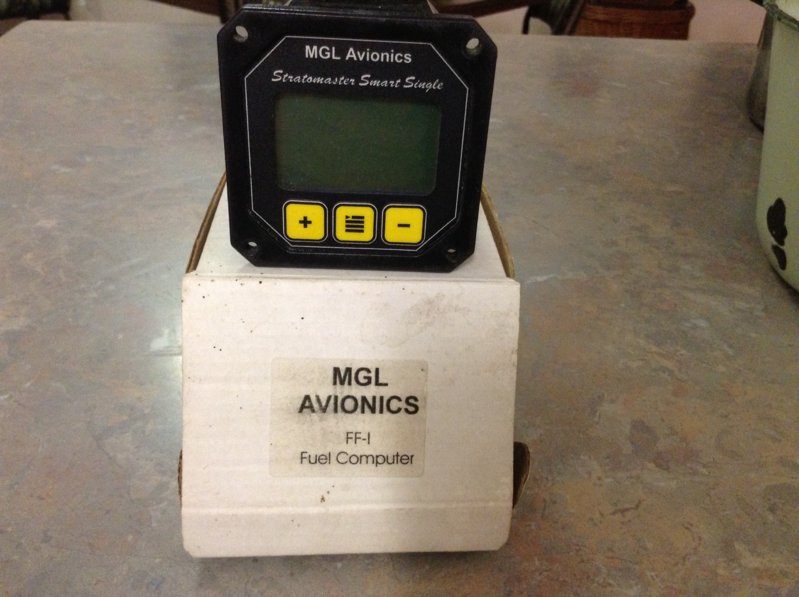 MGL Avionics
Stratomaster Smart Single
+
-
MGL
AVIONICS
FF-I
Fuel Computer